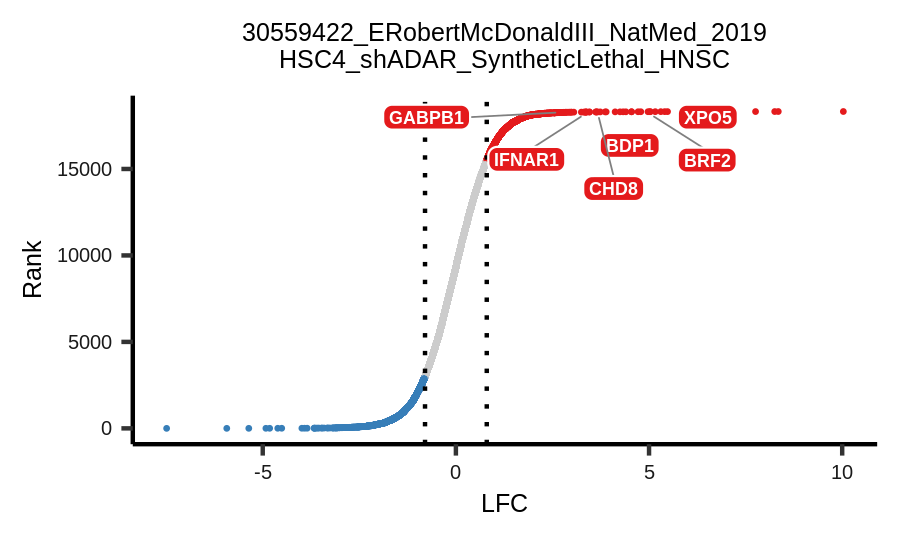 30559422_ERobertMcDonaldIII_NatMed_2019
HSC4_shADAR_SyntheticLethal_HNSC
GABPB1
XPO5
IFNAR1
BDP1
BRF2
CHD8
15000
10000
5000
0
Rank
-5
0
5
10
LFC